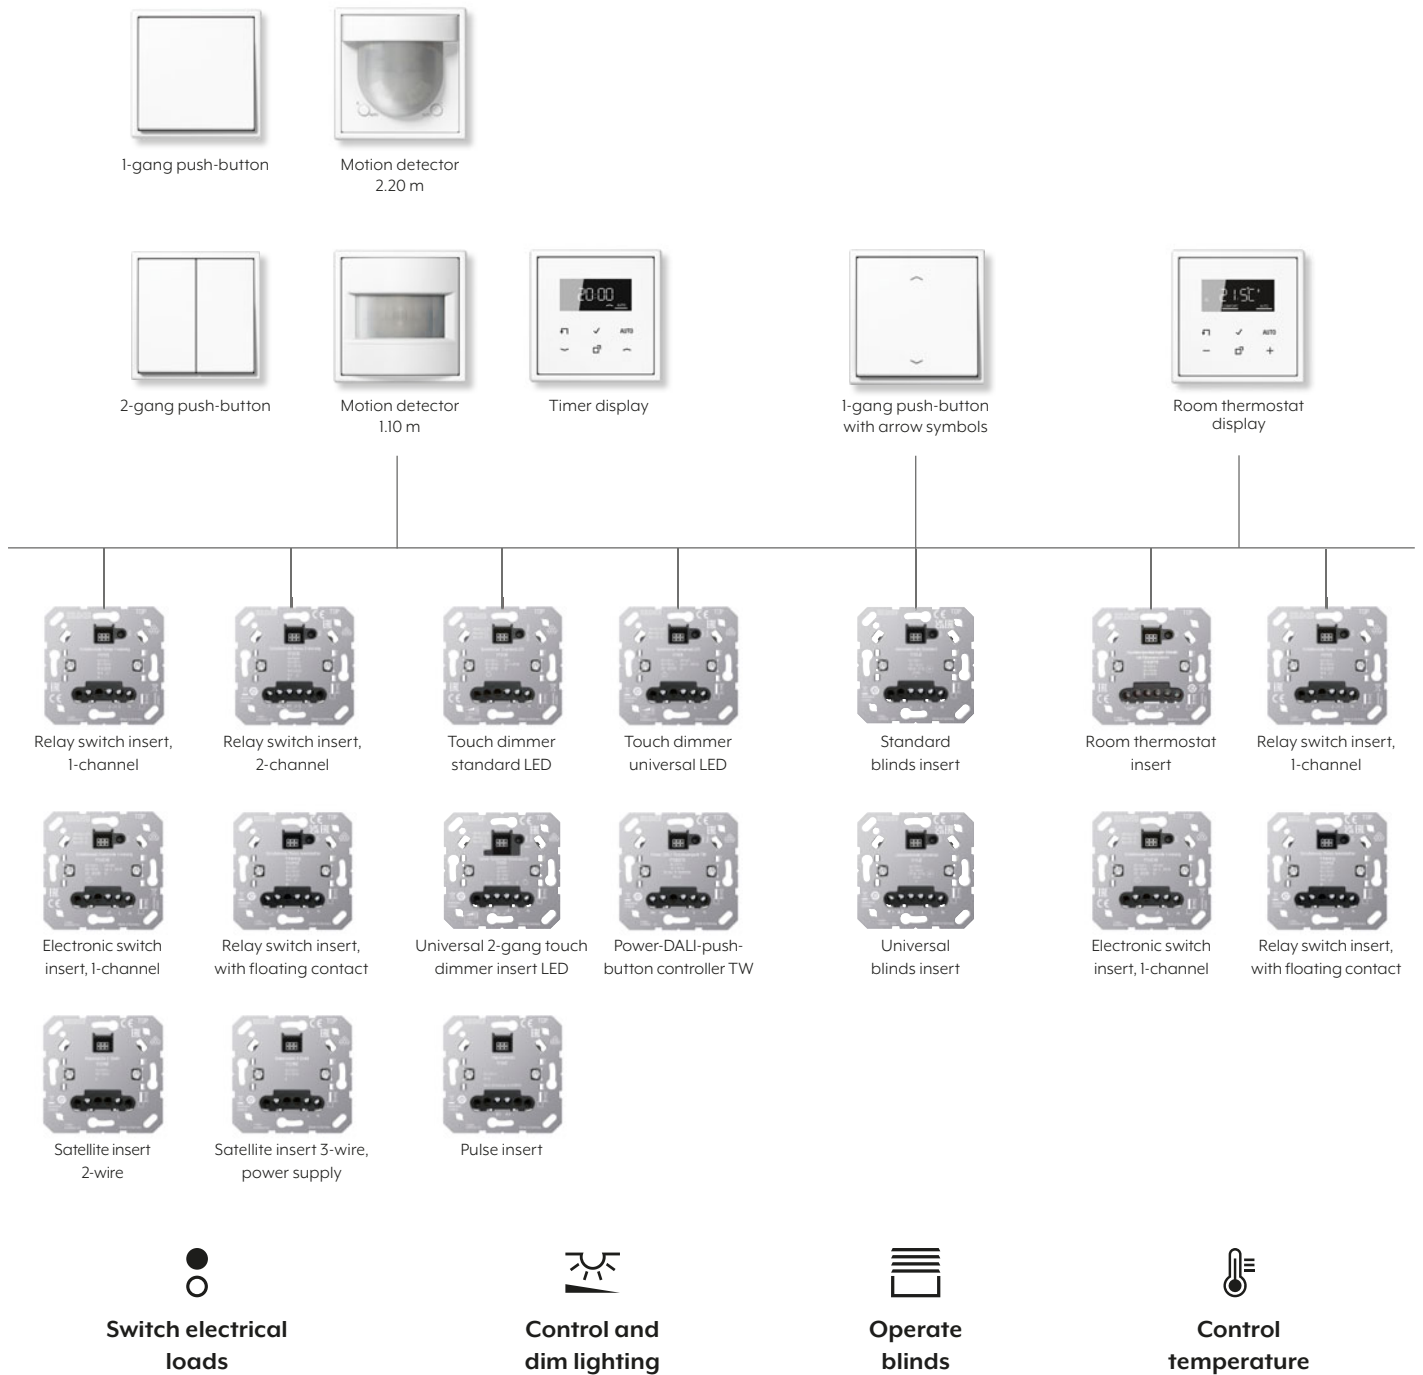 1-gang push-button
Motion detector
2.20 m
20:00
AUTO
AUTO
21.5°C
AUTO
2-gang push-button
Motion detector
1.10 m
Timer display
1-gang push-button
with arrow symbols
Room thermostat
display
Relay switch insert,
1-channel
Relay switch insert,
2-channel
Touch dimmer
standard LED
Touch dimmer
universal LED
Standard
blinds insert
Room thermostat
insert
Relay switch insert,
1-channel
Electronic switch
insert, 1-channel
Relay switch insert,
with floating contact
Universal 2-gang touch
dimmer insert LED
Power-DALI-push-
button controller TW
Universal
blinds insert
Electronic switch
insert, 1-channel
Relay switch insert,
with floating contact
Satellite insert
2-wire
Satellite insert 3-wire,
power supply
Pulse insert
Switch electrical
loads
Control and
dim lighting
Operate
blinds
Control
temperature